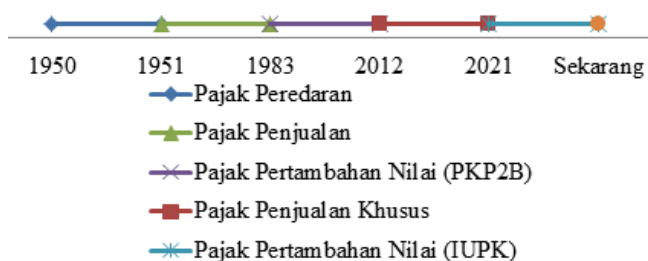 1950 1951 1983 2012 2021 Sekarang
Pajak Peredaran
Pajak Penjualan
Pajak Pertambahan Nilai (PKP2B)
Pajak Penjualan Khusus
Pajak Pertambahan Nilai (IUPK)